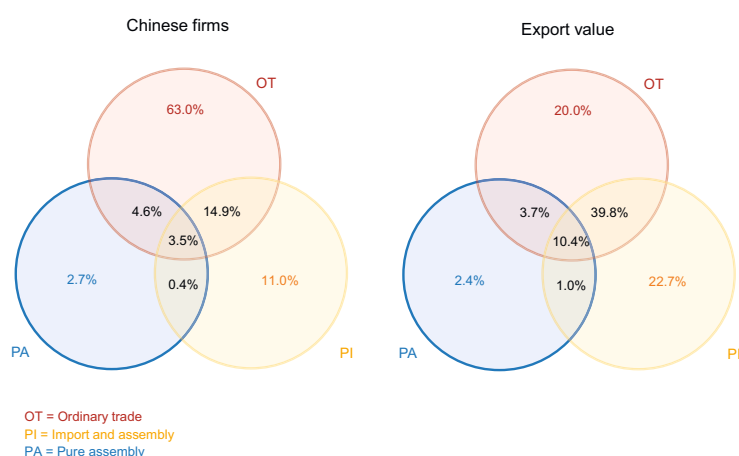 Chinese firms
OT
63.0%
4.6%
14.9%
3.5%
2.7%
0.4%
11.0%
PA
PI
Export value
OT
20.0%
3.7%
39.8%
10.4%
2.4%
1.0%
22.7%
PA
PI
OT = Ordinary trade
PI = Import and assembly
PA = Pure assembly